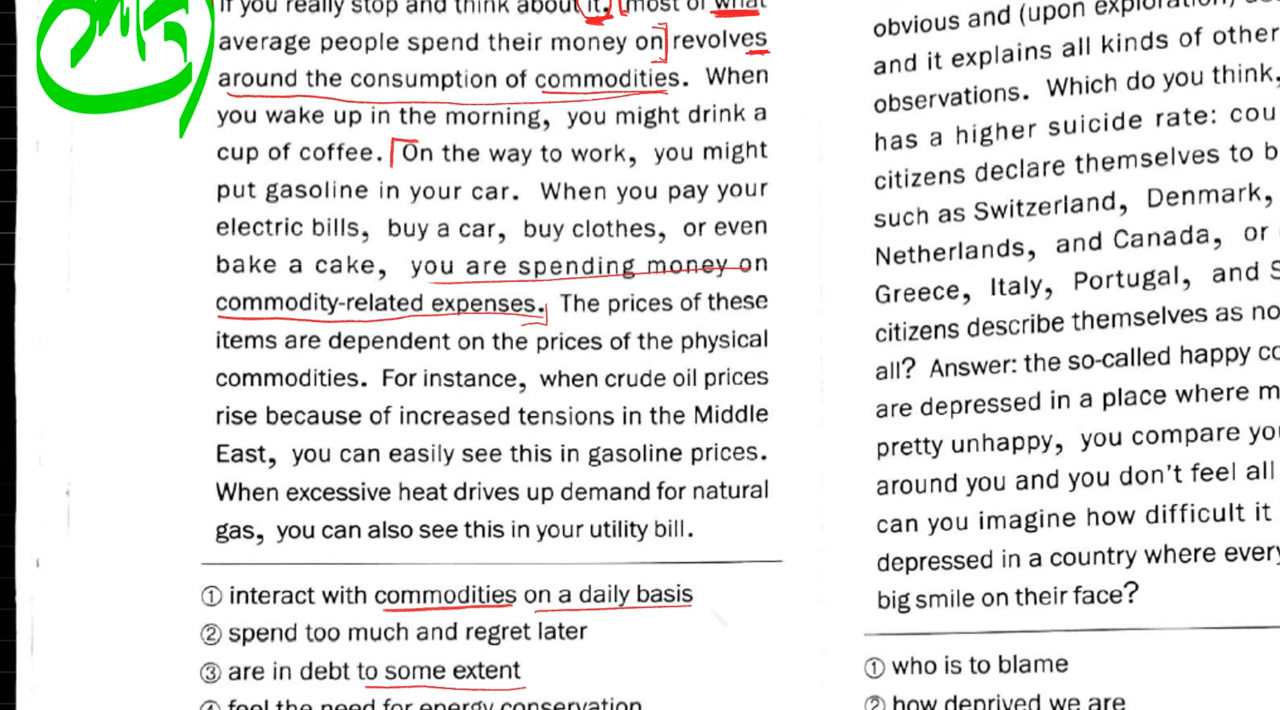 If you really stop and think about it, most of what
average people spend their money on revolves
around the consumption of commodities. When
you wake up in the morning, you might drink a
cup of coffee. On the way to work, you might
put gasoline in your car. When you pay your
electric bills, buy a car, buy clothes, or even
bake a cake, you are spending money on
commodity-related expenses. The prices of these
items are dependent on the prices of the physical
commodities. For instance, when crude oil prices
rise because of increased tensions in the Middle
East, you can easily see this in gasoline prices.
When excessive heat drives up demand for natural
gas, you can also see this in your utility bill.
① interact with commodities on a daily basis
② spend too much and regret later
③ are in debt to some extent
④ feel the need for energy conservation
obvious and (upon exploration)
and it explains all kinds of other
observations. Which do you think,
has a higher suicide rate:
citizens declare themselves to
such as Switzerland, Denmark,
Netherlands, and Canada, or
Greece, Italy, Portugal, and
citizens describe themselves as
all? Answer: the so-called happy
are depressed in a place where
pretty unhappy, you compare
around you and you don't feel all
can you imagine how difficult it
depressed in a country where
big smile on their face?
① who is to blame
② how deprived we are